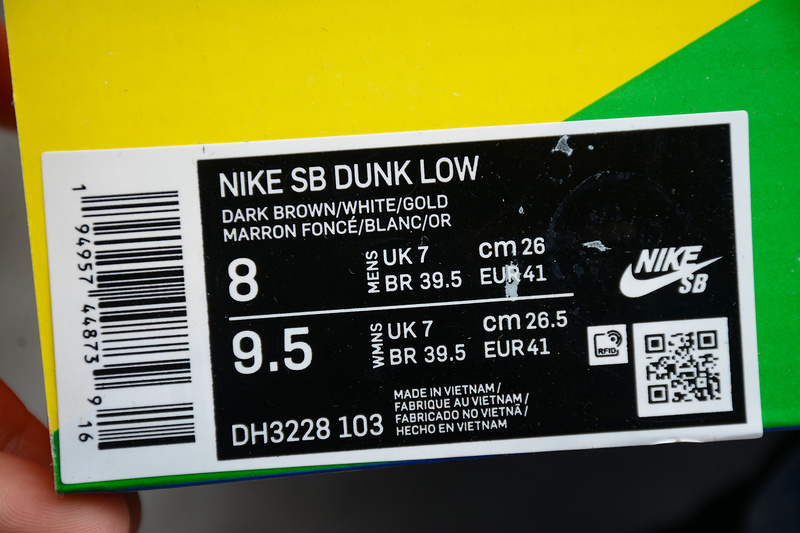 NIKE SB DUNK LOW
DARK BROWN/WHITE/GOLD
MARRON FONCÉ/BLANC/OR
8 MENS UK 7 cm 26
BR 39.5 EUR 41
9.5 WMNS UK 7 cm 26.5
BR 39.5 EUR 41
DH3228 103
MADE IN VIETNAM/
FABRIQUE AU VIETNAM/
FABRICADO NO VIETNÃ/
HECHO EN VIETNAM
NIKE
SB
RFID
1 94957 44873 9 16